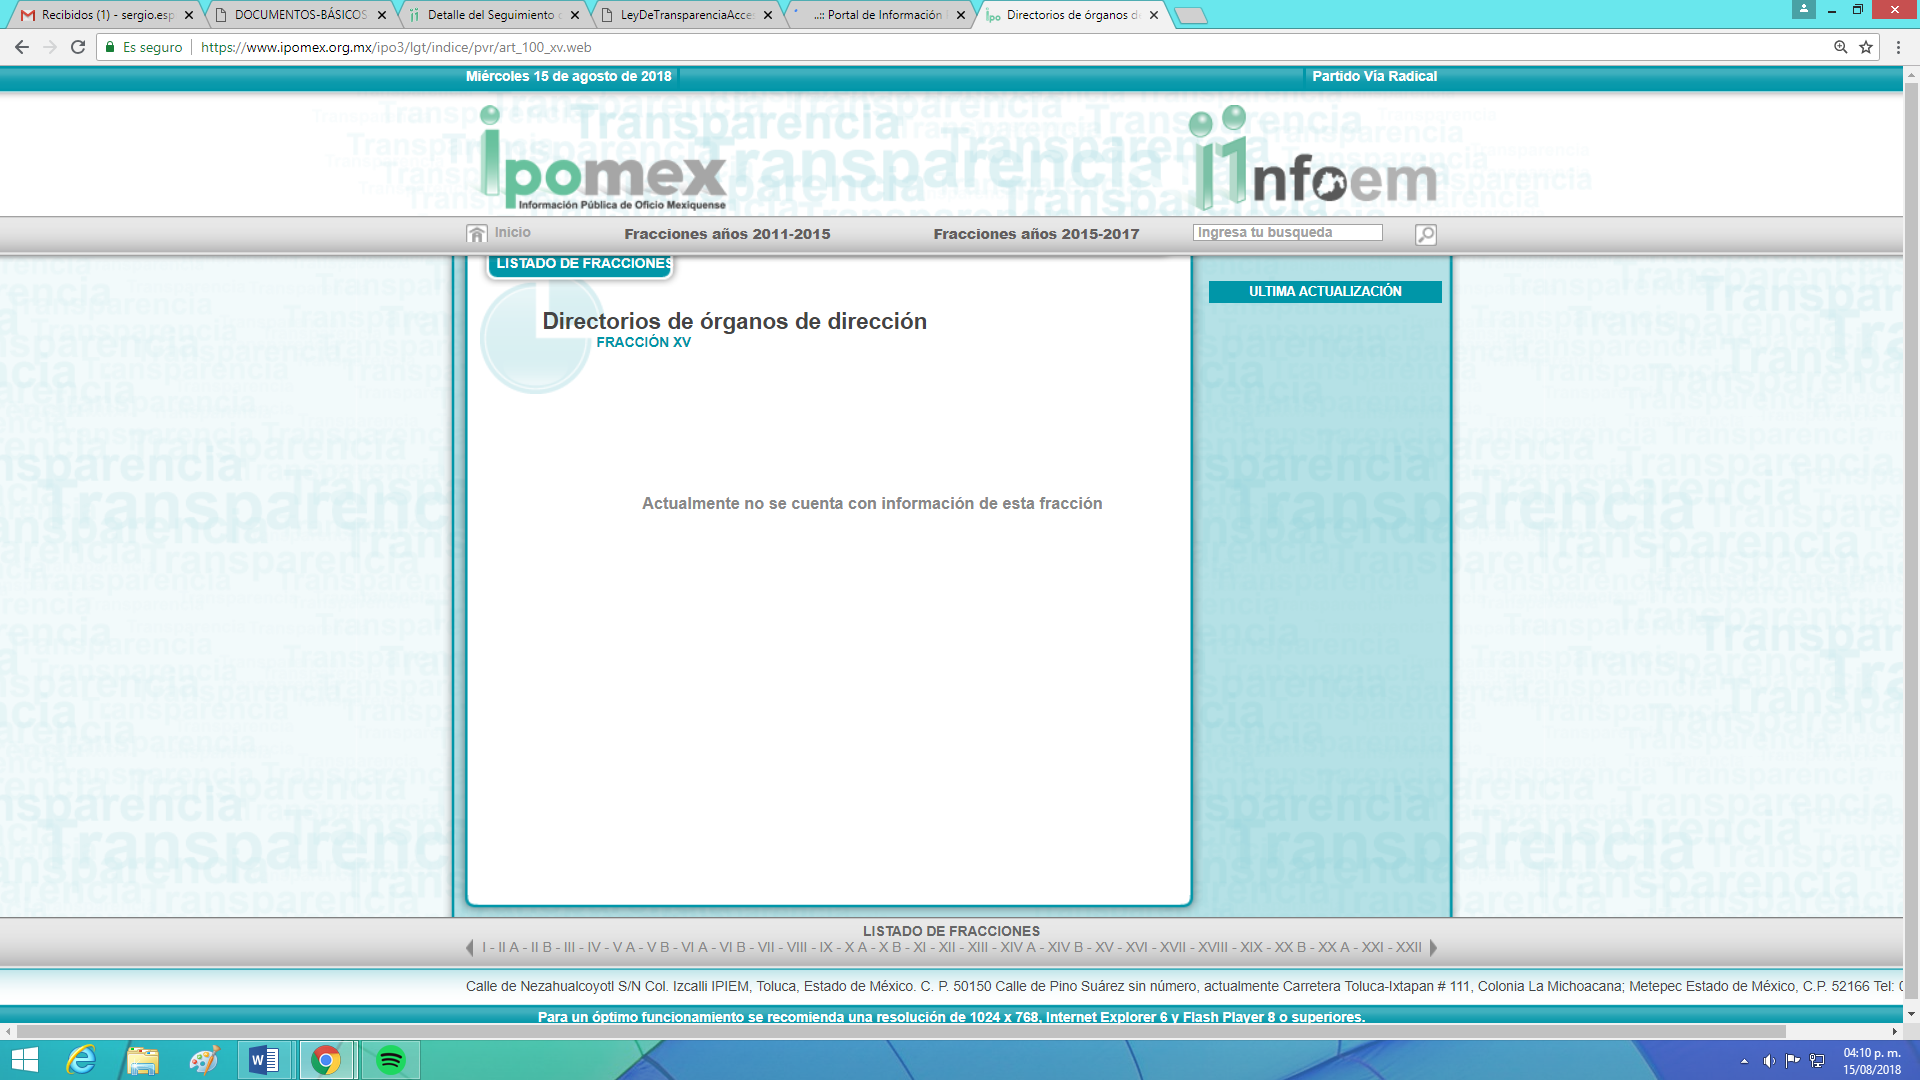 Recibidos (1) - sergio.esp
DOCUMENTOS-BÁSICOS
Detalle del Seguimiento
LeyDeTransparenciaAcce
..:: Portal de Información
Directorios de órganos d
Es seguro
https://www.ipomex.org.mx/ipo3/lgt/indice/pvr/art_100_xv.web
Miércoles 15 de agosto de 2018
Partido Vía Radical
ipomex
Información Pública de Oficio Mexiquense
infoem
Inicio
Fracciones años 2011-2015
Fracciones años 2015-2017
Ingresa tu busqueda
LISTADO DE FRACCIONES
ULTIMA ACTUALIZACIÓN
Directorios de órganos de dirección
FRACCIÓN XV
Actualmente no se cuenta con información de esta fracción
LISTADO DE FRACCIONES
I - II A - II B - III - IV - V A - V B - VI A - VI B - VII - VIII - IX - X A - X B - XI - XII - XIII - XIV A - XIV B - XV - XVI - XVII - XVIII - XIX - XX B - XX A - XXI - XXII
Calle de Nezahualcoyotl S/N Col. Izcalli IPIEM, Toluca, Estado de México. C. P. 50150 Calle de Pino Suárez sin número, actualmente Carretera Toluca-Ixtapan # 111, Colonia La Michoacana; Metepec Estado de México, C.P. 52166 Tel:
Para un óptimo funcionamiento se recomienda una resolución de 1024 x 768, Internet Explorer 6 y Flash Player 8 o superiores.
04:10 p. m.
15/08/2018